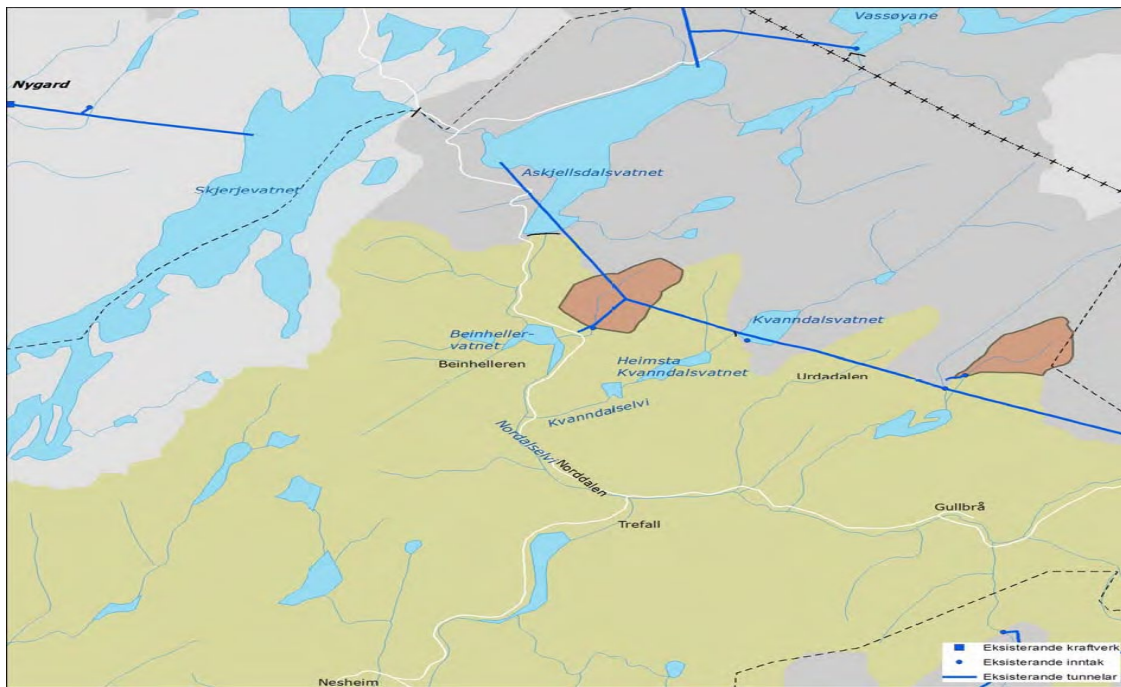 Vassøyane
Nygard
Askjellsdalsvatnet
Skjerjevatnet
Kvanndalsvatnet
Beinheller-
vatnet
Beinhelleren
Heimsta
Kvanndalsvatnet
Urdadalen
Kvanndalselvi
Nordalselvi
Norddalen
Trefall
Gullbrå
Nesheim
Eksisterande kraftverk
Eksisterande inntak
Eksisterande tunnelar